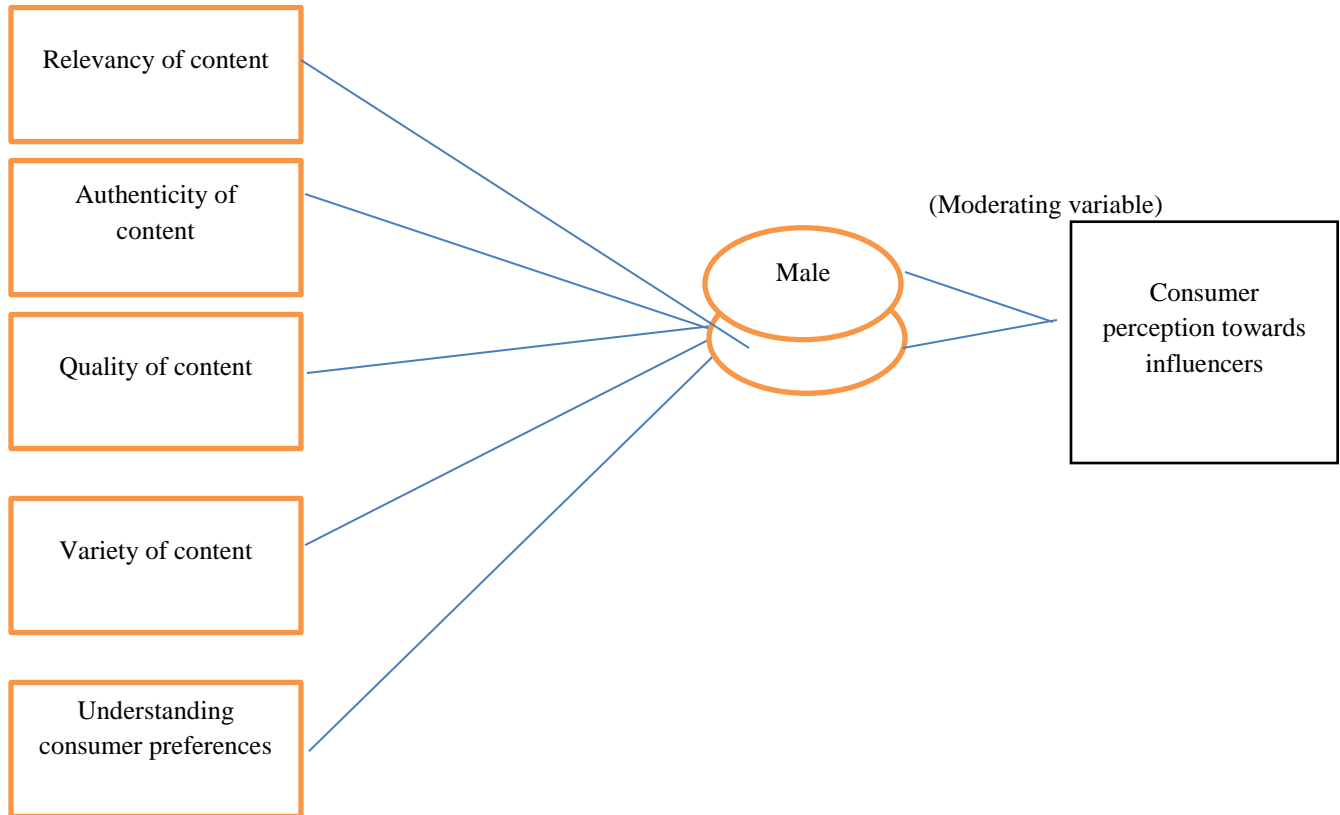 Relevancy of content
Authenticity of
content
Quality of content
Variety of content
Understanding
consumer preferences
Male
(Moderating variable)
Consumer
perception towards
influencers